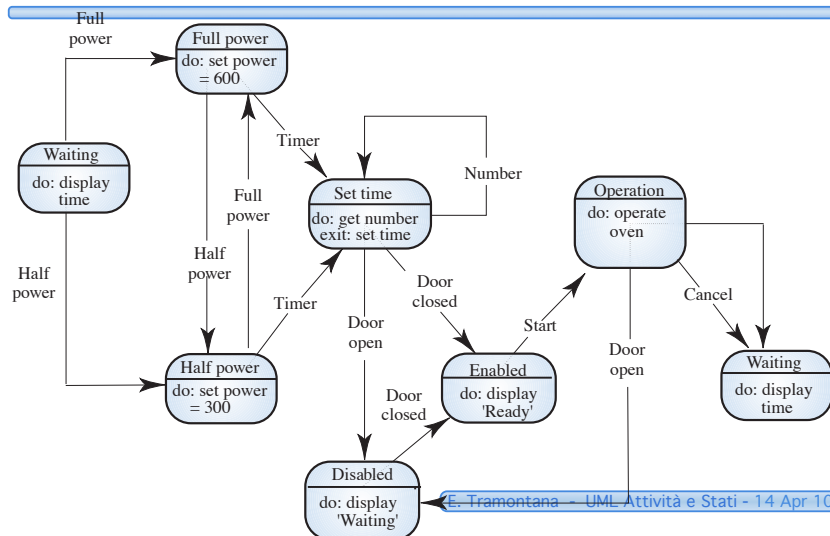 Full
power
Full power
do: set power
= 600
Waiting
do: display
time
Timer
Number
Full
power
Set time
do: get number
exit: set time
Operation
do: operate
oven
Half
power
Half
power
Timer
Door
closed
Door
open
Start
Cancel
Door
open
Half power
do: set power
= 300
Enabled
do: display
'Ready'
Door
closed
Waiting
do: display
time
Disabled
do: display
'Waiting'
E. Tramontana - UML Attività e Stati - 14 Apr 10